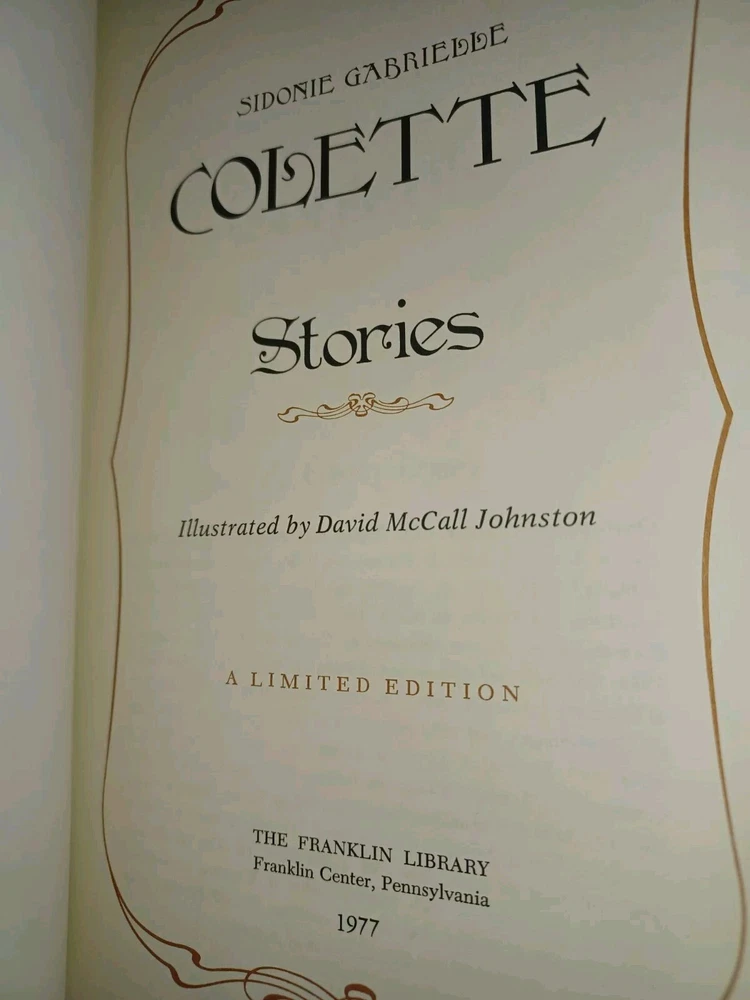 SIDONIE GABRIELLE
COLETTE
Stories
Illustrated by David McCall Johnston
A LIMITED EDITION
THE FRANKLIN LIBRARY
Franklin Center, Pennsylvania
1977